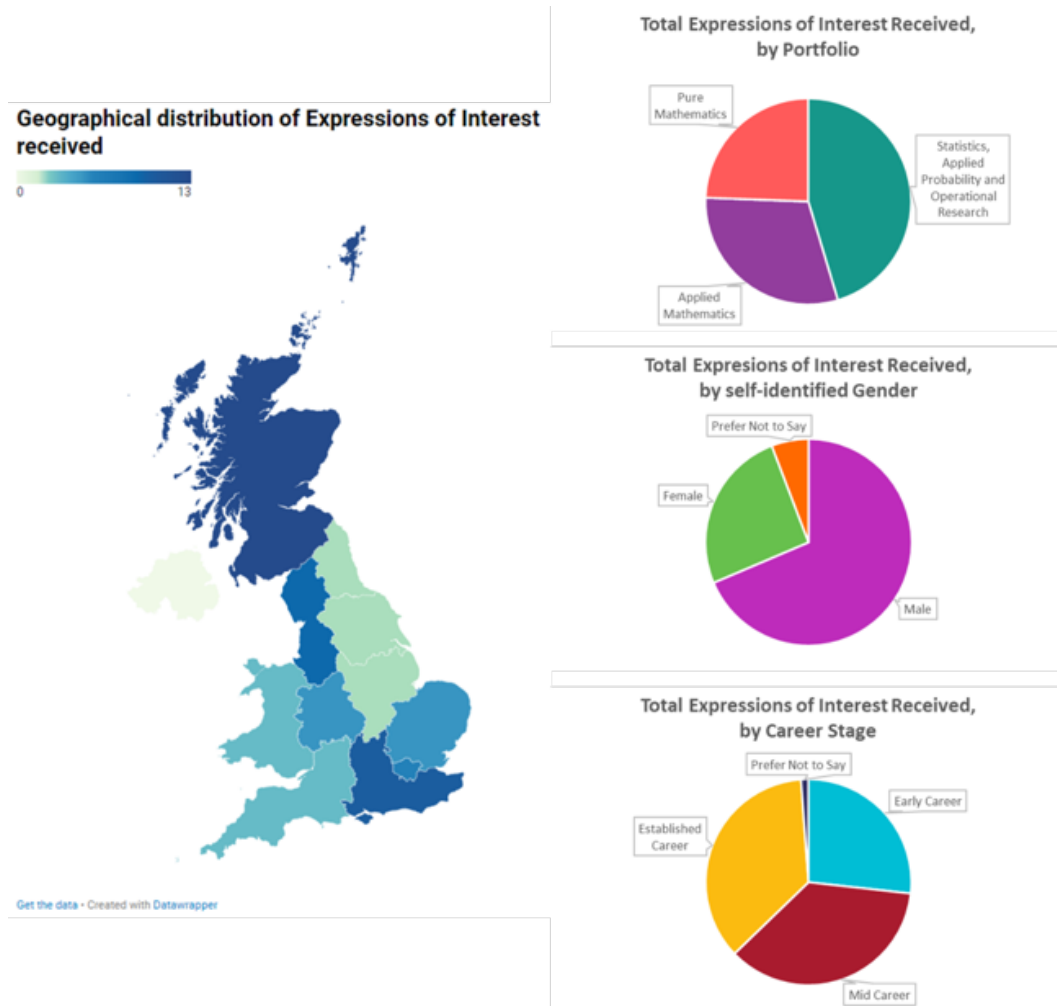 Geographical distribution of Expressions of Interest
received
0
13
Get the data • Created with Datawrapper
Total Expressions of Interest Received,
by Portfolio
Pure
Mathematics
Statistics,
Applied
Probability and
Operational
Research
Applied
Mathematics
Total Expresions of Interest Received,
by self-identified Gender
Prefer Not to Say
Female
Male
Total Expressions of Interest Received,
by Career Stage
Prefer Not to Say
Early Career
Established
Career
Mid Career